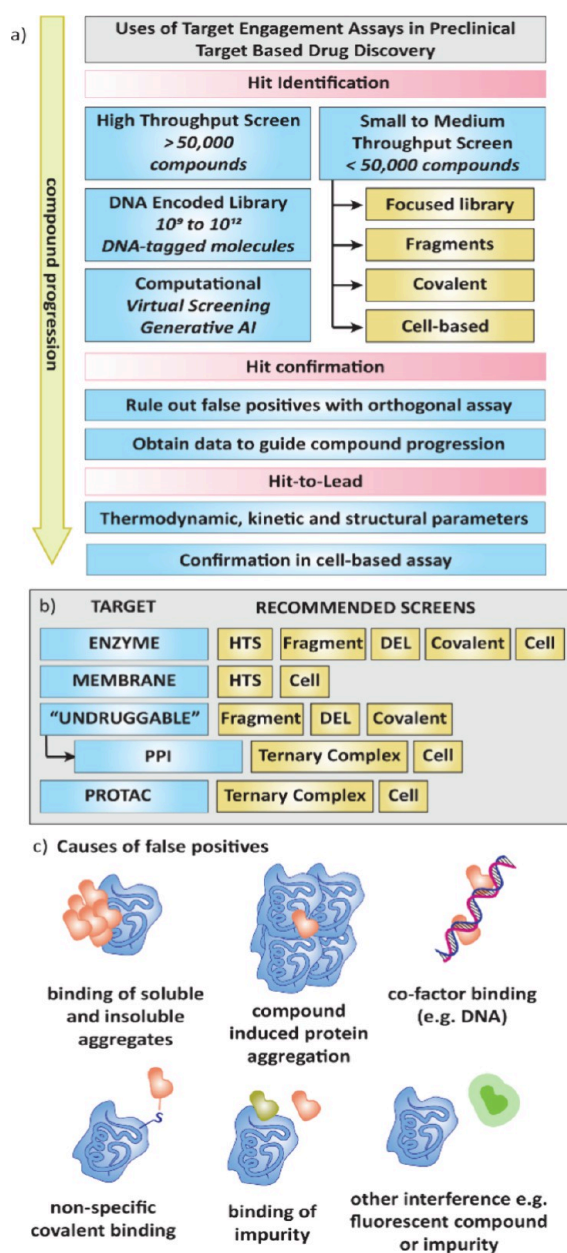 a)
Uses of Target Engagement Assays in Preclinical
Target Based Drug Discovery
compound progression
Hit Identification
High Throughput Screen
> 50,000
compounds
Small to Medium
Throughput Screen
< 50,000 compounds
DNA Encoded Library
10⁹ to 10¹²
DNA-tagged molecules
Focused library
Fragments
Computational
Virtual Screening
Generative AI
Covalent
Cell-based
Hit confirmation
Rule out false positives with orthogonal assay
Obtain data to guide compound progression
Hit-to-Lead
Thermodynamic, kinetic and structural parameters
Confirmation in cell-based assay
b) TARGET RECOMMENDED SCREENS
ENZYME HTS Fragment DEL Covalent Cell
MEMBRANE HTS Cell
“UNDRUGGABLE” Fragment DEL Covalent
PPI Ternary Complex Cell
PROTAC Ternary Complex Cell
c) Causes of false positives
binding of soluble
and insoluble
aggregates
compound
induced protein
aggregation
co-factor binding
(e.g. DNA)
S
non-specific
covalent binding
binding of
impurity
other interference e.g.
fluorescent compound
or impurity